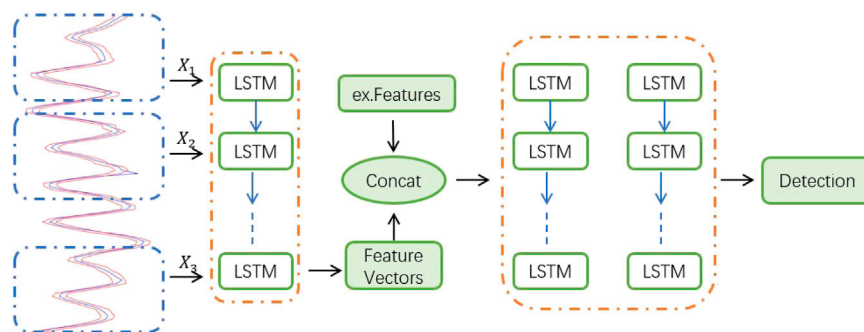 X₁
LSTM
ex.Features
LSTM
LSTM
X₂
LSTM
LSTM
LSTM
Concat
Detection
X₃
LSTM
Feature
Vectors
LSTM
LSTM